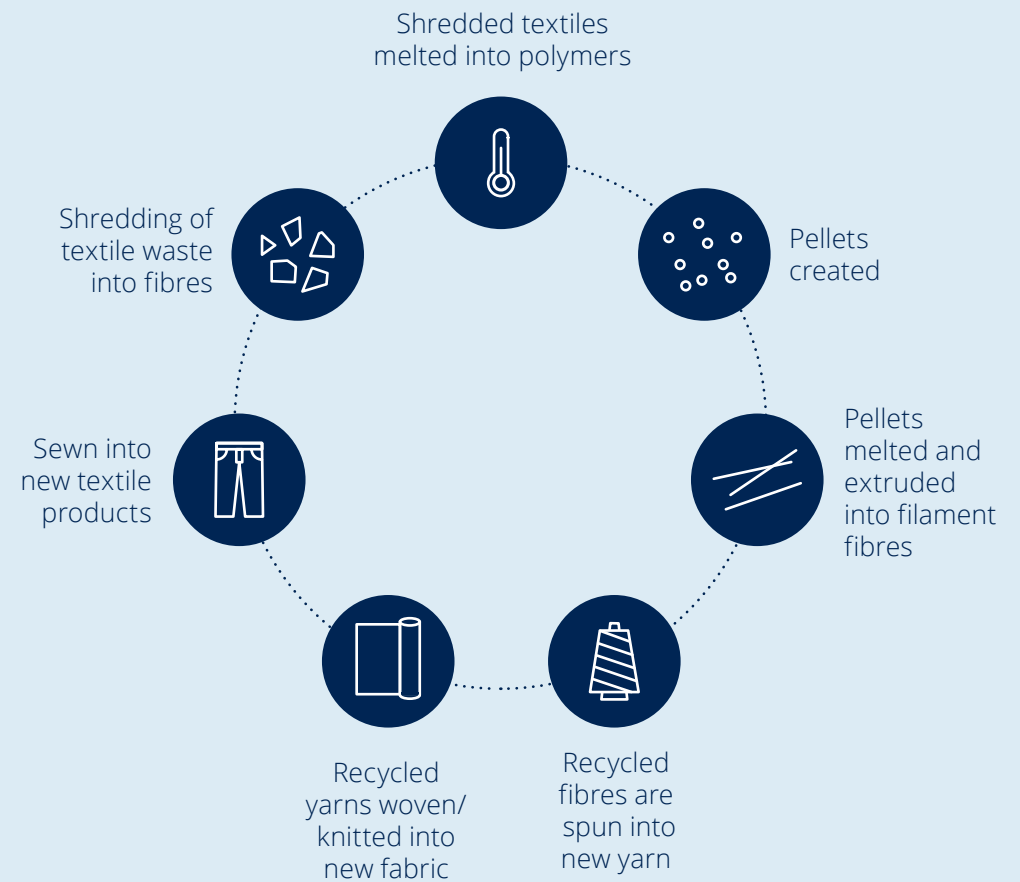 Shredded textiles
melted into polymers
Pellets
created
Pellets
melted and
extruded
into filament
fibres
Recycled
fibres are
spun into
new yarn
Recycled
yarns woven/
knitted into
new fabric
Sewn into
new textile
products
Shredding of
textile waste
into fibres